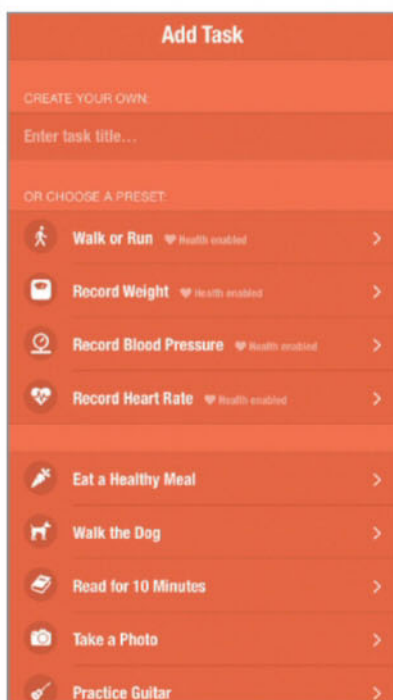 Add Task
CREATE YOUR OWN:
Enter task title...
OR CHOOSE A PRESET:
Walk or Run Health enabled
Record Weight Health enabled
Record Blood Pressure Health enabled
Record Heart Rate Health enabled
Eat a Healthy Meal
Walk the Dog
Read for 10 Minutes
Take a Photo
Practice Guitar